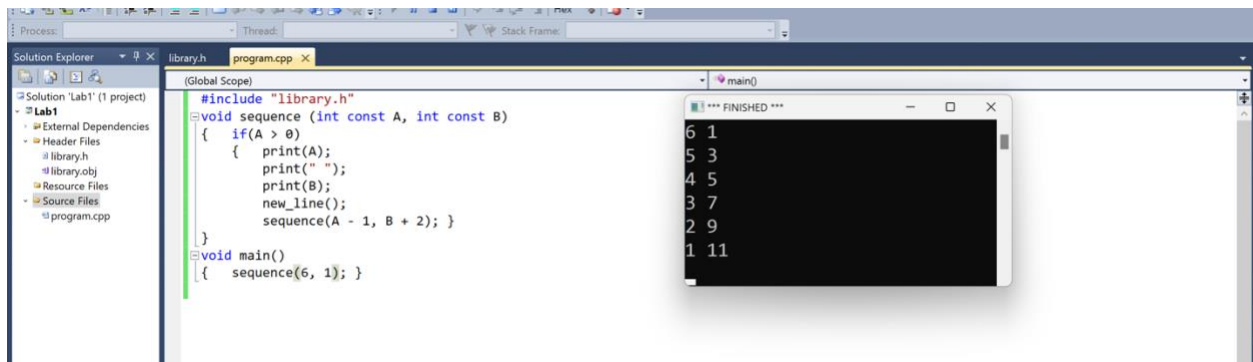 Hex
Process: Thread: Stack Frame:
Solution Explorer
library.h program.cpp
(Global Scope) main()
Solution 'Lab1' (1 project)
Lab1
External Dependencies
Header Files
library.h
library.obj
Resource Files
Source Files
program.cpp
#include "library.h"
void sequence (int const A, int const B)
{ if(A > 0)
{ print(A);
print(" ");
print(B);
new_line();
sequence(A - 1, B + 2); }
}
void main()
{ sequence(6, 1); }
*** FINISHED ***
6 1
5 3
4 5
3 7
2 9
1 11